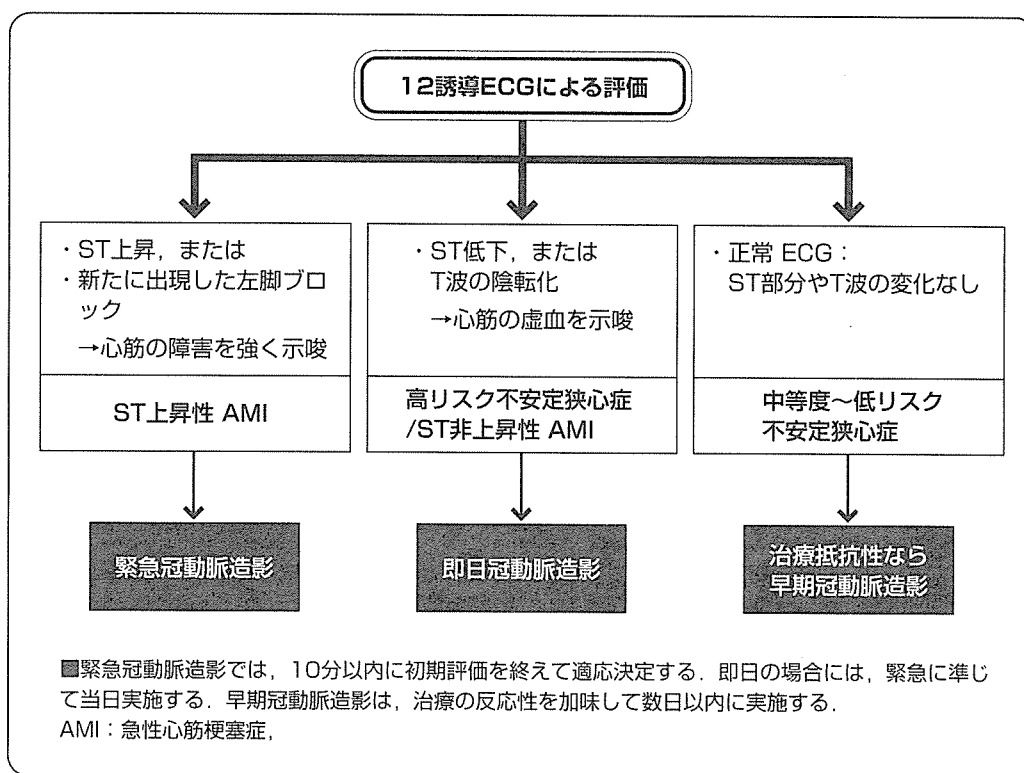 12誘導ECGによる評価
・ST上昇，または
・新たに出現した左脚ブロ
ック
→心筋の障害を強く示唆
ST上昇性 AMI
緊急冠動脈造影
・ST低下，または
T波の陰転化
→心筋の虚血を示唆
高リスク不安定狭心症
/ST非上昇性 AMI
即日冠動脈造影
・正常 ECG：
ST部分やT波の変化なし
中等度～低リスク
不安定狭心症
治療抵抗性なら
早期冠動脈造影
■緊急冠動脈造影では，10分以内に初期評価を終えて適応決定する．即日の場合には，緊急に準じ
て当日実施する．早期冠動脈造影は，治療の反応性を加味して数日以内に実施する．
AMI：急性心筋梗塞症，